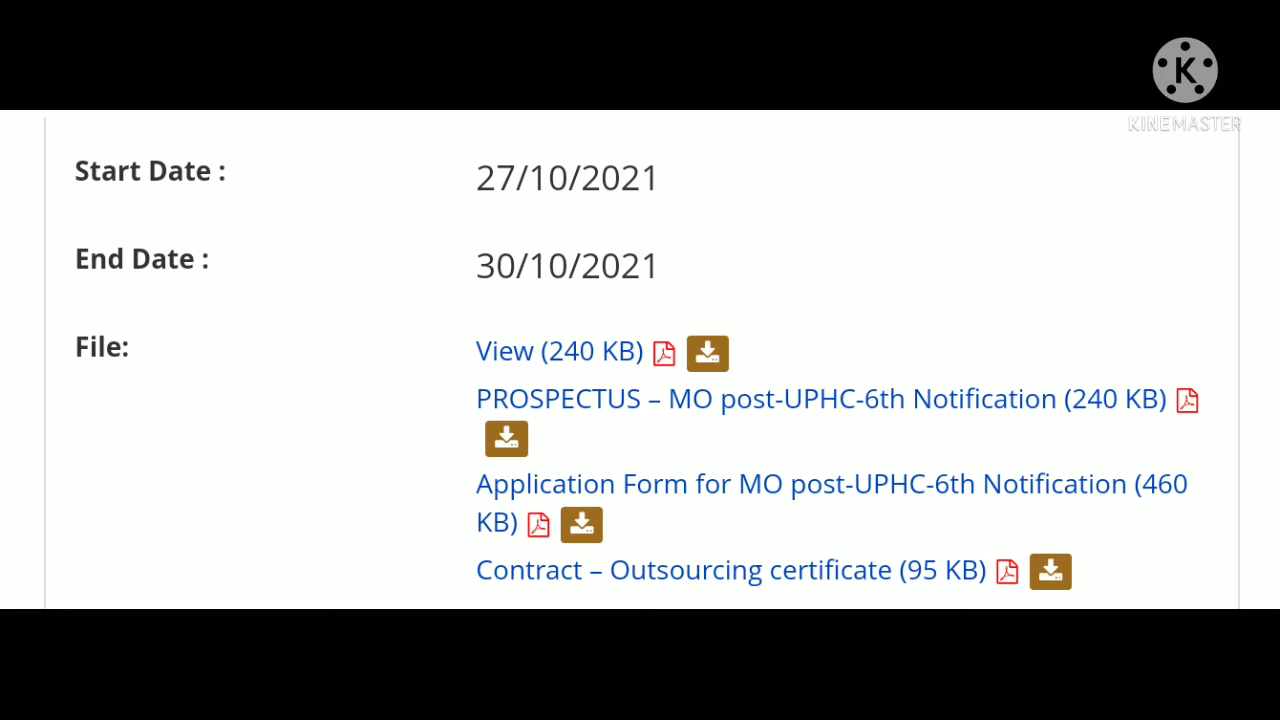 K
KINEMASTER
Start Date : 27/10/2021
End Date : 30/10/2021
File: View (240 KB)
PROSPECTUS – MO post-UPHC-6th Notification (240 KB)
Application Form for MO post-UPHC-6th Notification (460
KB)
Contract – Outsourcing certificate (95 KB)